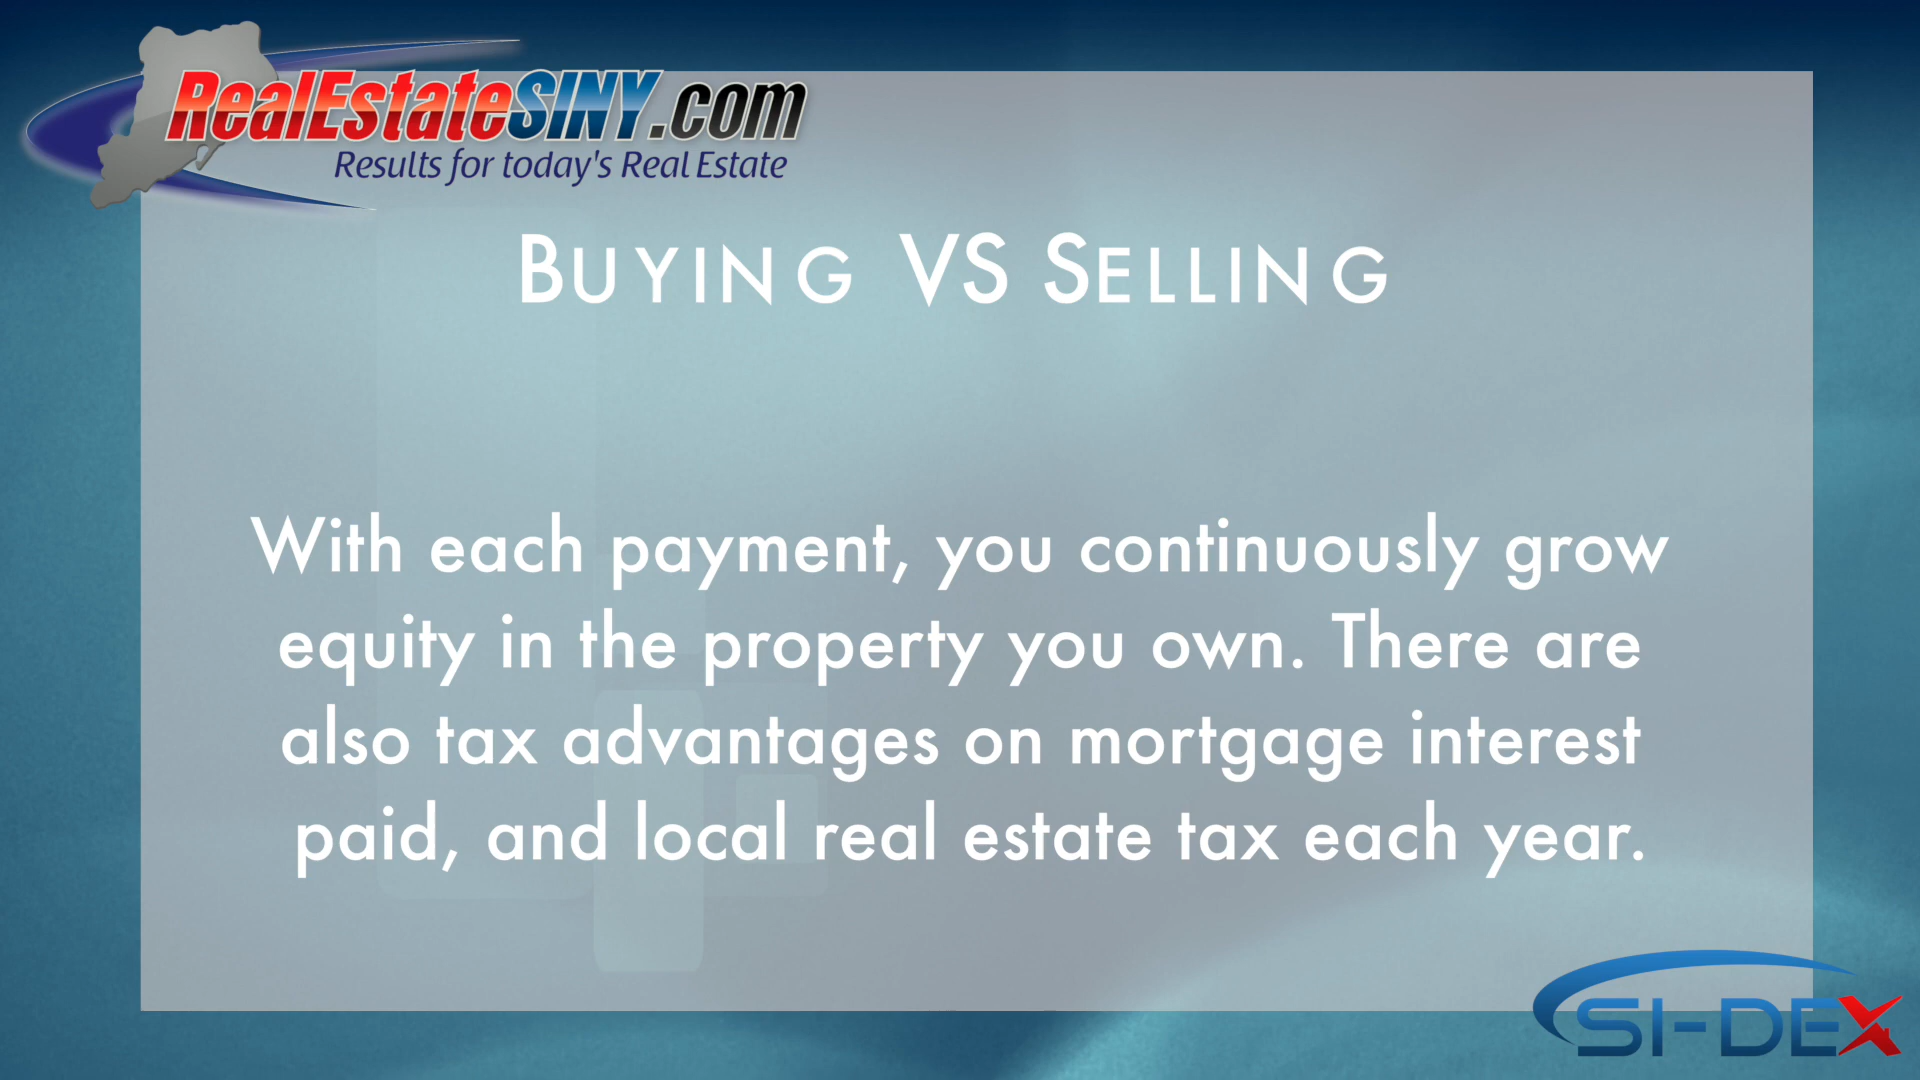 RealEstateSINY.com
Results for today's Real Estate
BUYING VS SELLING
With each payment, you continuously grow
equity in the property you own. There are
also tax advantages on mortgage interest
paid, and local real estate tax each year.
SI-DEX